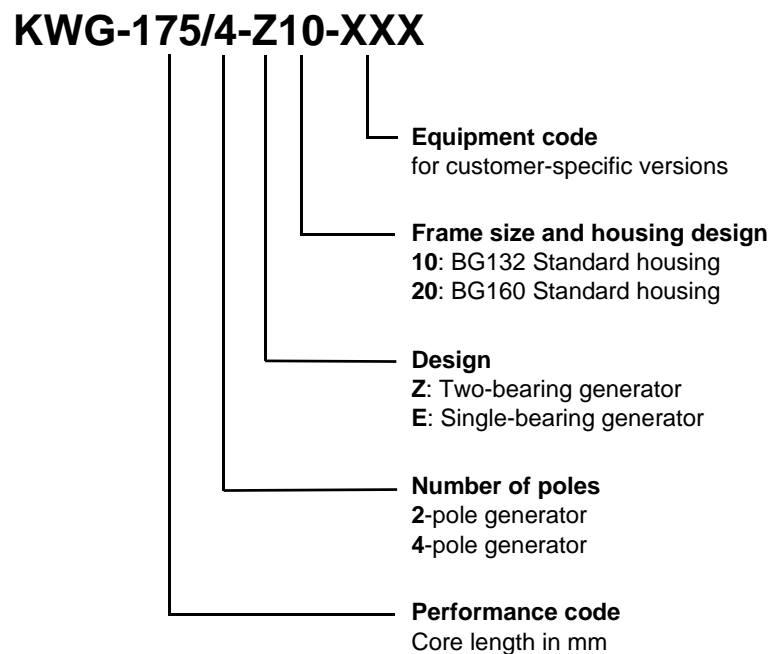 KWG-175/4-Z10-XXX
Equipment code
for customer-specific versions
Frame size and housing design
10: BG132 Standard housing
20: BG160 Standard housing
Design
Z: Two-bearing generator
E: Single-bearing generator
Number of poles
2-pole generator
4-pole generator
Performance code
Core length in mm